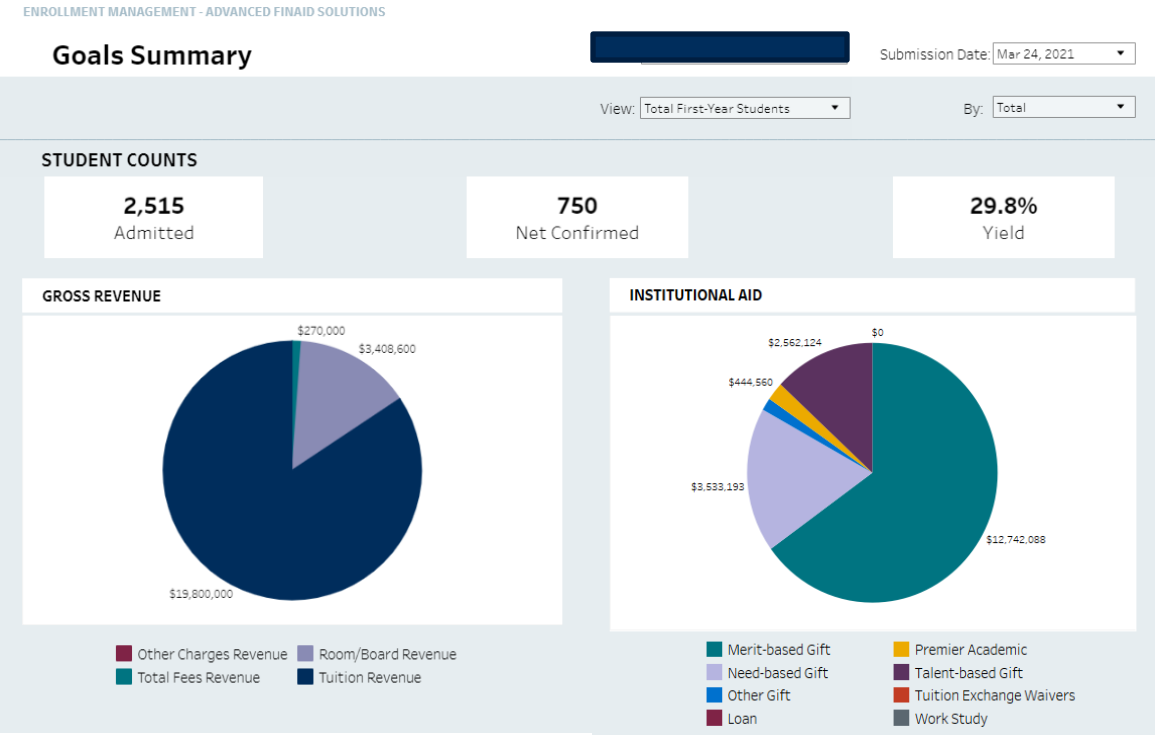 ENROLLMENT MANAGEMENT - ADVANCED FINAID SOLUTIONS
Goals Summary
Submission Date: Mar 24, 2021
View: Total First-Year Students
By: Total
STUDENT COUNTS
2,515
Admitted
750
Net Confirmed
29.8%
Yield
GROSS REVENUE
$270,000
$3,408,600
$19,800,000
Other Charges Revenue
Room/Board Revenue
Total Fees Revenue
Tuition Revenue
INSTITUTIONAL AID
$0
$2,562,124
$444,560
$3,533,193
$12,742,088
Merit-based Gift
Premier Academic
Need-based Gift
Talent-based Gift
Other Gift
Tuition Exchange Waivers
Loan
Work Study